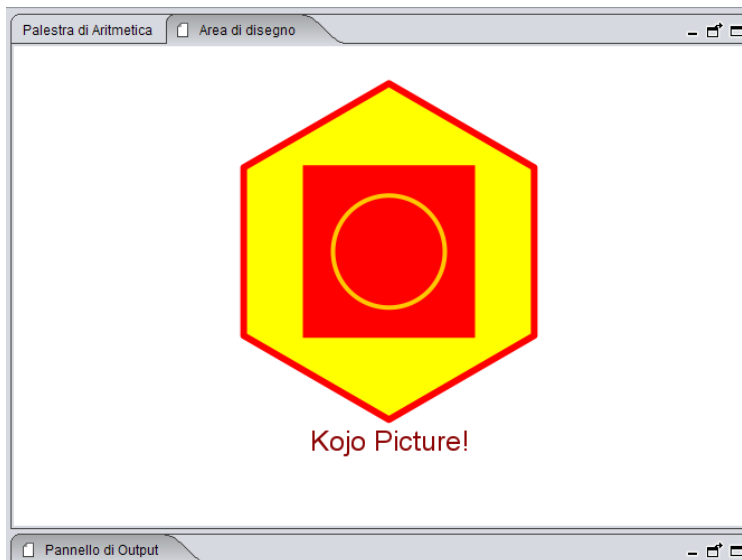 Palestra di Aritmetica Area di disegno
Kojo Picture!
Pannello di Output